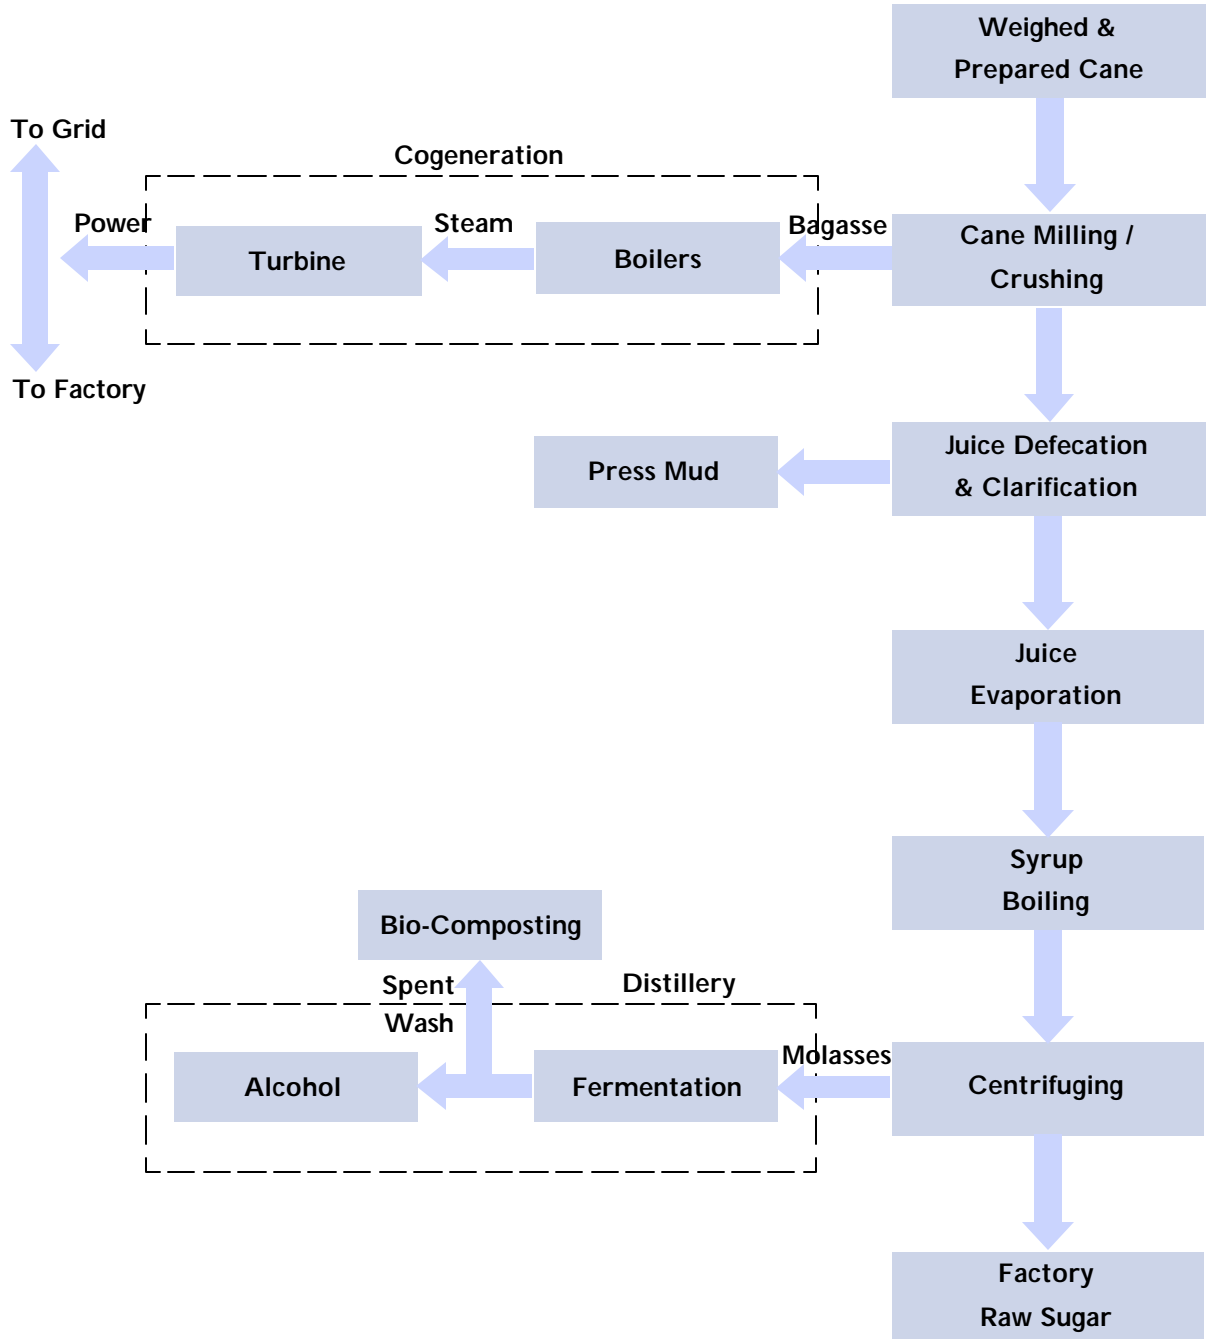 Weighed &
Prepared Cane
To Grid
Cogeneration
Power
Steam
Bagasse
Turbine
Boilers
Cane Milling /
Crushing
To Factory
Press Mud
Juice Defecation
& Clarification
Juice
Evaporation
Syrup
Boiling
Bio-Composting
Spent
Wash
Distillery
Molasses
Alcohol
Fermentation
Centrifuging
Factory
Raw Sugar